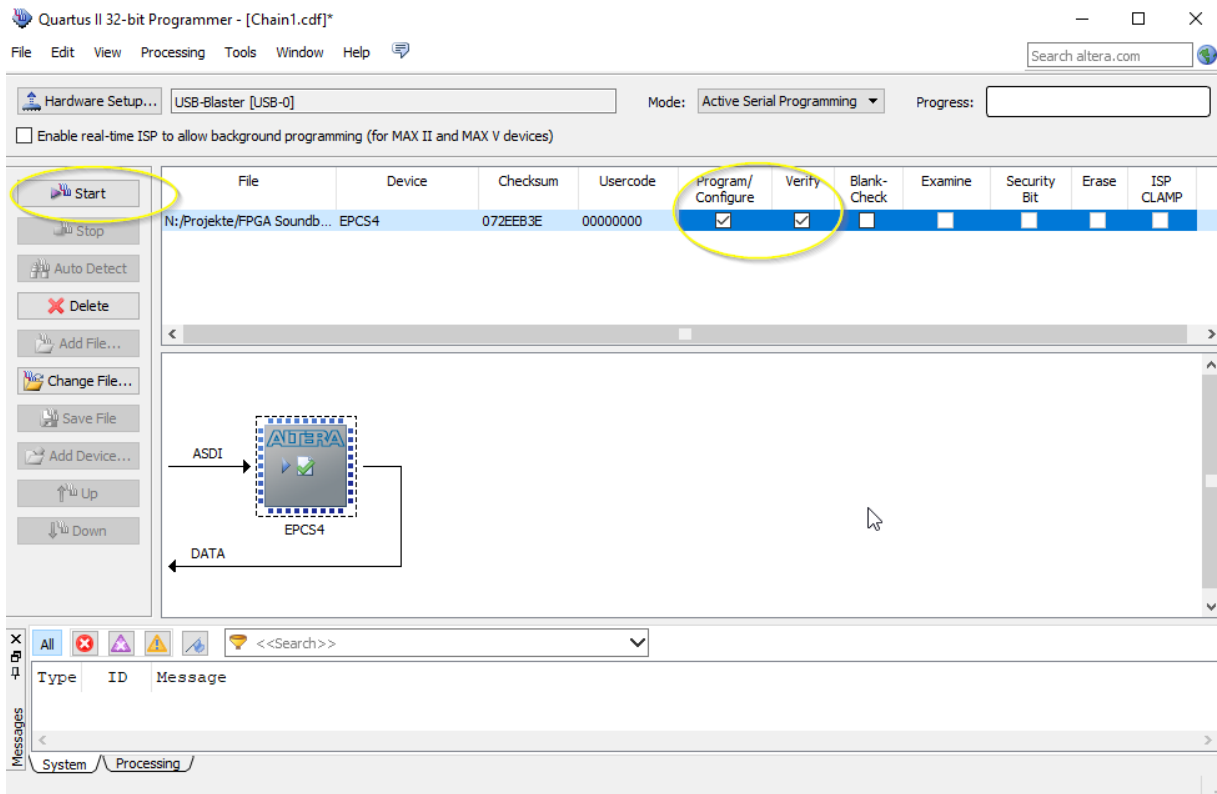 Quartus II 32-bit Programmer - [Chain1.cdf]*
File Edit View Processing Tools Window Help
Search altera.com
Hardware Setup... USB-Blaster [USB-0] Mode: Active Serial Programming Progress:
Enable real-time ISP to allow background programming (for MAX II and MAX V devices)
Start
Stop
Auto Detect
Delete
Add File...
Change File...
Save File
Add Device...
Up
Down
File Device Checksum Usercode Program/ Verify Blank- Examine Security Erase ISP
Configure Check Bit CLAMP
N:/Projekte/FPGA Soundb... EPCS4 072EEB3E 00000000
ALTERA
ASDI
EPCS4
DATA
All <<Search>>
Type ID Message
Messages
System Processing